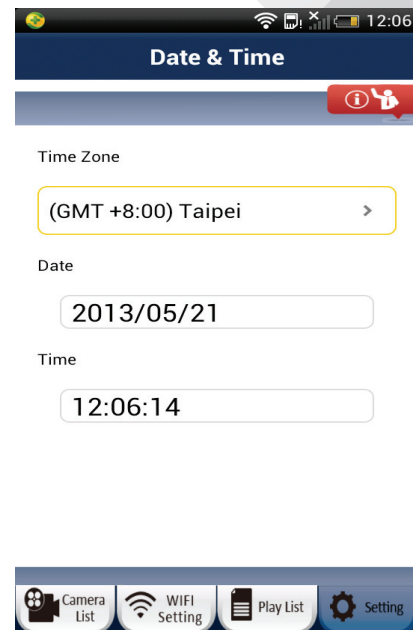 12:06
Date & Time
Time Zone
(GMT +8:00) Taipei
Date
2013/05/21
Time
12:06:14
Camera
List
WIFI
Setting
Play List
Setting